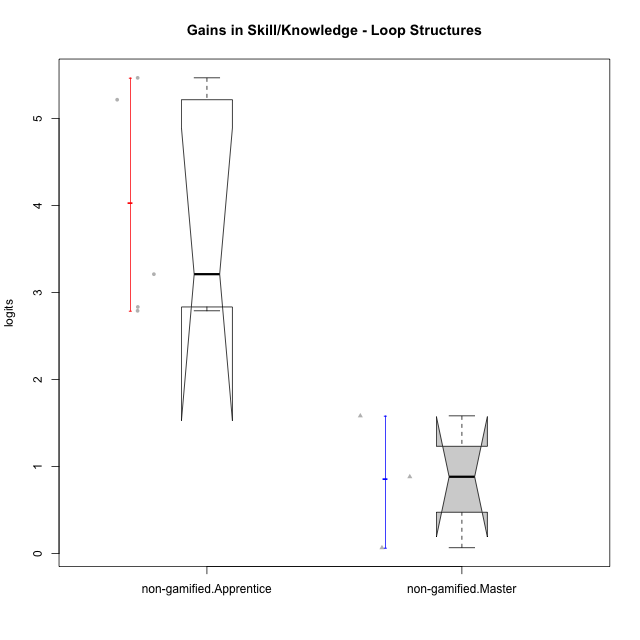 Gains in Skill/Knowledge - Loop Structures
logits
5
4
3
2
1
0
non-gamified.Apprentice
non-gamified.Master